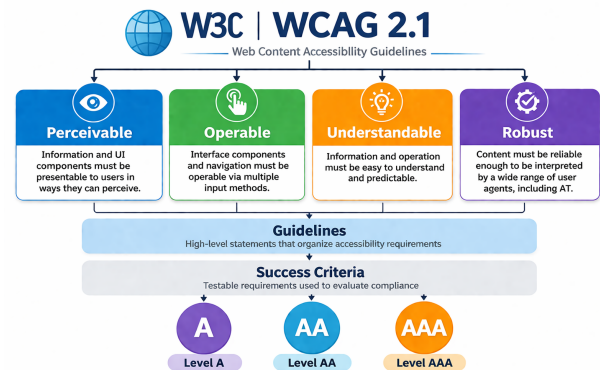 W3C | WCAG 2.1
Web Content Accessibility Guidelines
Perceivable
Information and UI
components must be
presentable to users in
ways they can perceive.
Operable
Interface components
and navigation must be
operable via multiple
input methods.
Understandable
Information and operation
must be easy to understand
and predictable.
Robust
Content must be reliable
enough to be interpreted
by a wide range of user
agents, including AT.
Guidelines
High-level statements that organize accessibility requirements
Success Criteria
Testable requirements used to evaluate compliance
A
Level A
AA
Level AA
AAA
Level AAA